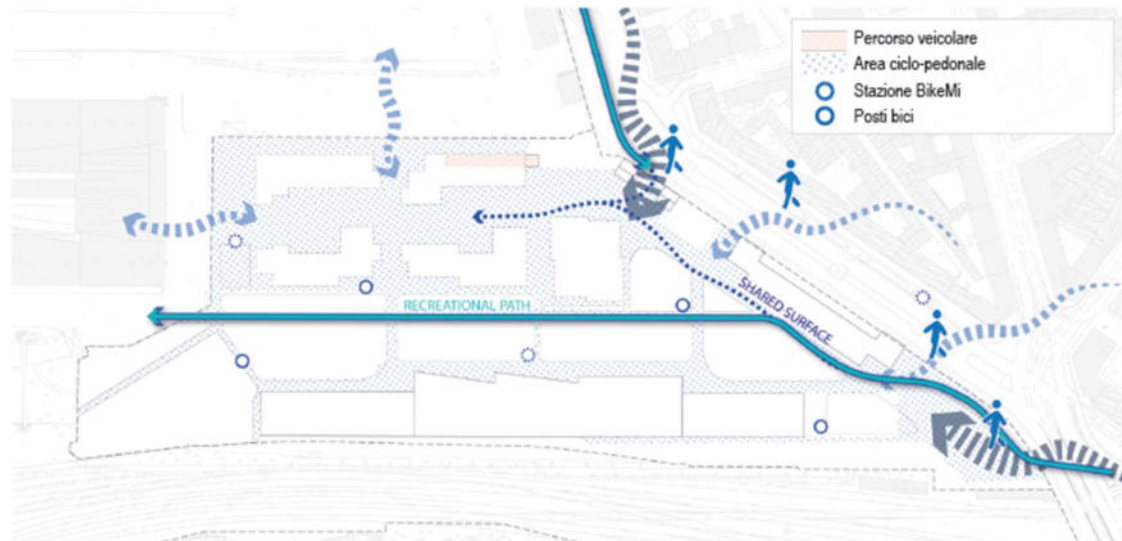 Percorso veicolare
Area ciclo-pedonale
Stazione BikeMi
Posti bici
RECREATIONAL PATH
SHARED SURFACE